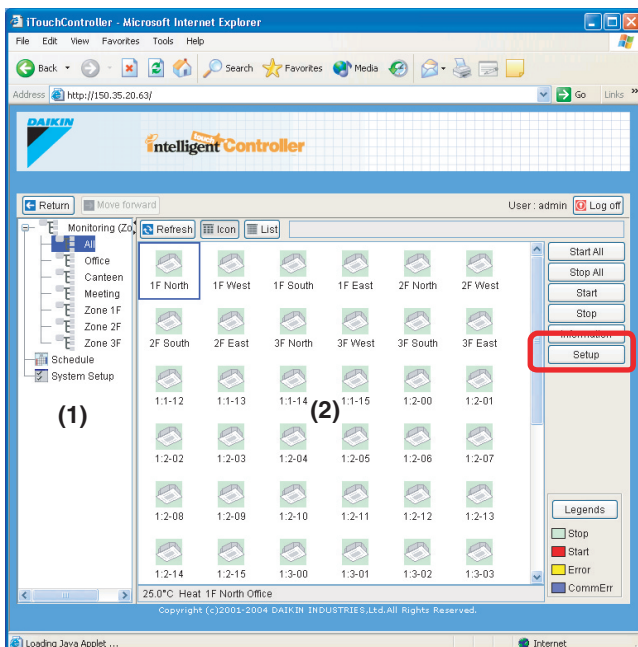 iTouchController - Microsoft Internet Explorer
File Edit View Favorites Tools Help
Back Search Favorites Media
Address http://150.35.20.63/ Go Links »
DAIKIN
intelligent touch Controller
Return Move forward User : admin Log off
Monitoring (Zo
All
Office
Canteen
Meeting
Zone 1F
Zone 2F
Zone 3F
Schedule
System Setup
(1)
Refresh Icon List
1F North 1F West 1F South 1F East 2F North 2F West
2F South 2F East 3F North 3F West 3F South 3F East
1:1-12 1:1-13 1:1-14 1:1-15 1:2-00 1:2-01
(2)
1:2-02 1:2-03 1:2-04 1:2-05 1:2-06 1:2-07
1:2-08 1:2-09 1:2-10 1:2-11 1:2-12 1:2-13
1:2-14 1:2-15 1:3-00 1:3-01 1:3-02 1:3-03
Start All
Stop All
Start
Stop
Information
Setup
Legends
Stop
Start
Error
CommErr
25.0°C Heat 1F North Office
Copyright (c)2001-2004 DAIKIN INDUSTRIES,Ltd.All Rights Reserved.
Loading Java Applet ... Internet